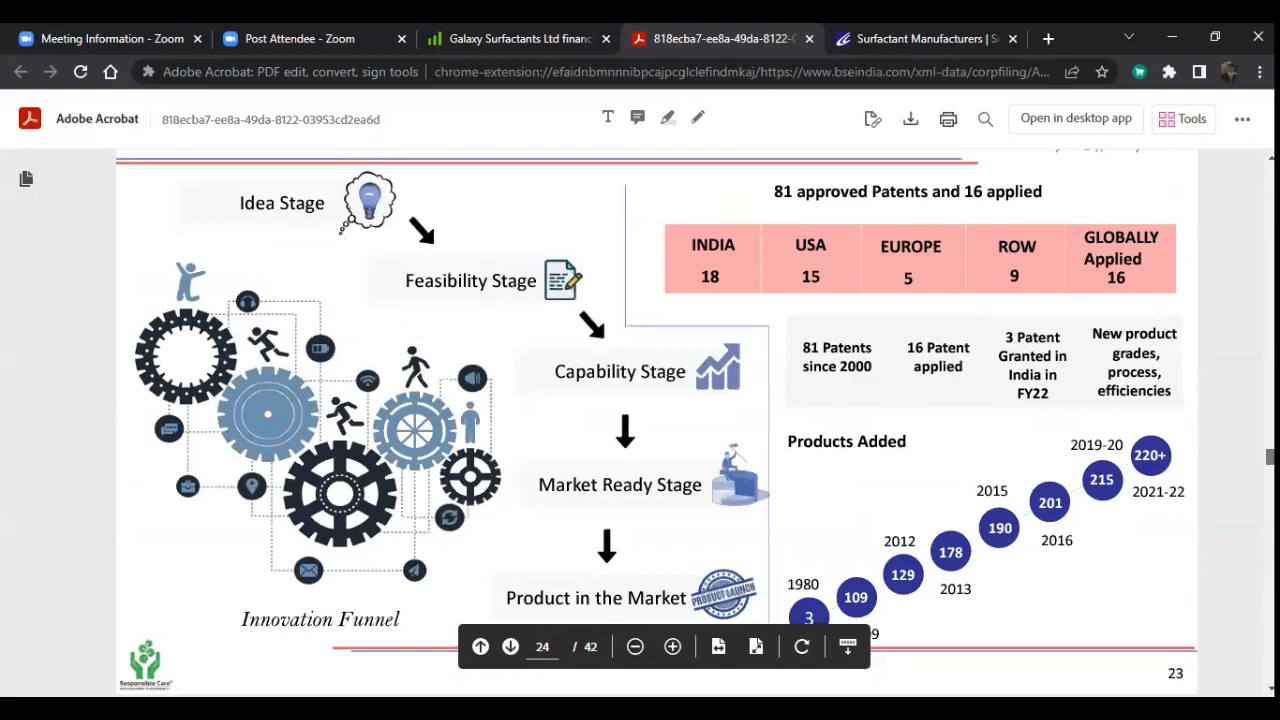 Meeting Information - Zoom
Post Attendee - Zoom
Galaxy Surfactants Ltd financ
818ecba7-ee8a-49da-8122-0
Surfactant Manufacturers | S
Adobe Acrobat: PDF edit, convert, sign tools
chrome-extension://efaidnbmnnnibpcajpcglclefindmkaj/https://www.bseindia.com/xml-data/corpfiling/A...
Adobe Acrobat
818ecba7-ee8a-49da-8122-03953cd2ea6d
Open in desktop app
Tools
Idea Stage
Feasibility Stage
Capability Stage
Market Ready Stage
Product in the Market
PRODUCT LAUNCH
Innovation Funnel
81 approved Patents and 16 applied
INDIA
18
USA
15
EUROPE
5
ROW
9
GLOBALLY
Applied
16
81 Patents
since 2000
16 Patent
applied
3 Patent
Granted in
India in
FY22
New product
grades,
process,
efficiencies
Products Added
1980
3
109
9
2012
129
178
2013
2015
190
201
2016
2019-20
215
220+
2021-22
24 / 42
Responsible Care
23